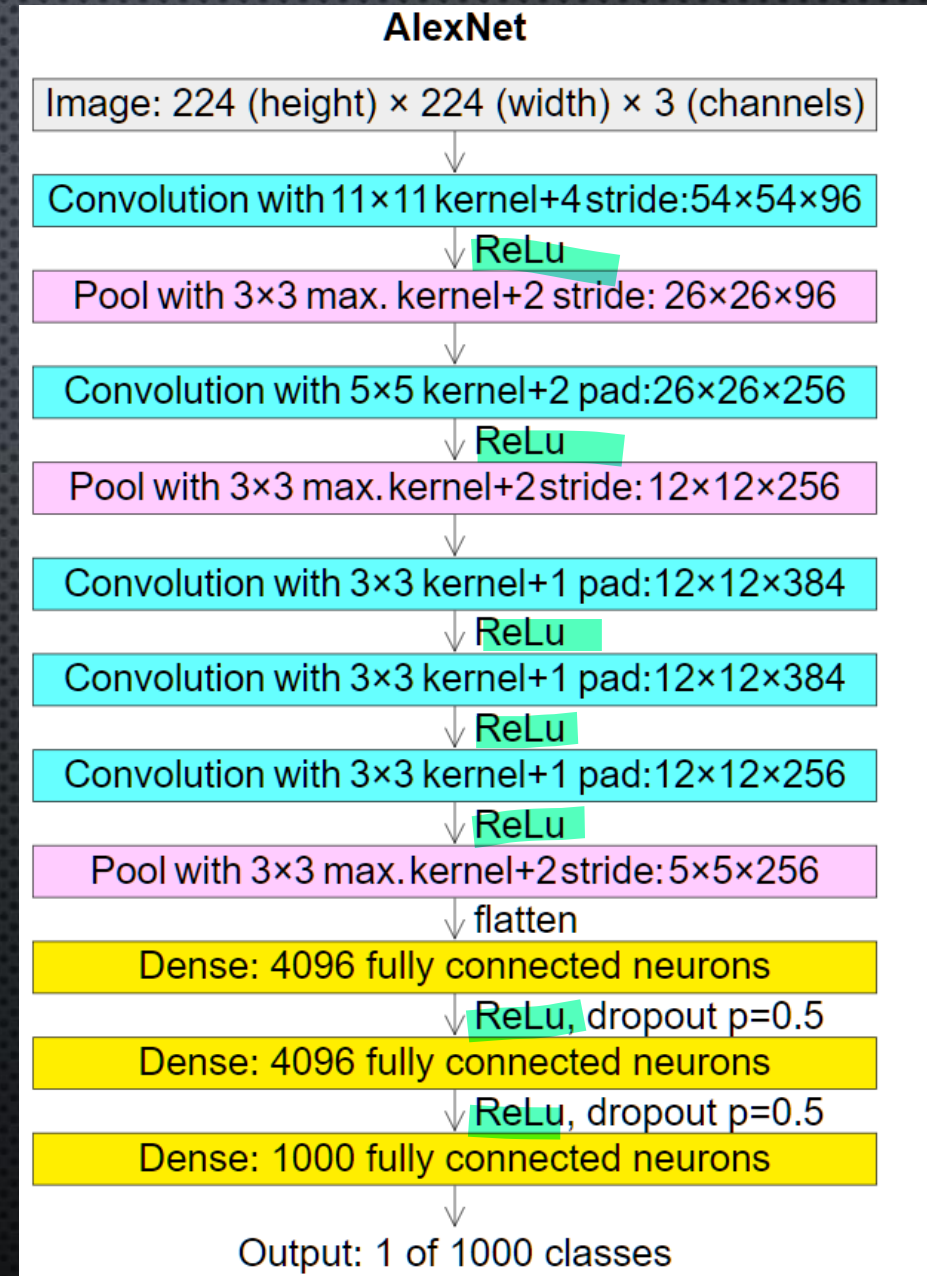 AlexNet
Image: 224 (height) × 224 (width) × 3 (channels)
Convolution with 11×11 kernel+4 stride:54×54×96
ReLu
Pool with 3×3 max. kernel+2 stride: 26×26×96
Convolution with 5×5 kernel+2 pad:26×26×256
ReLu
Pool with 3×3 max. kernel+2 stride: 12×12×256
Convolution with 3×3 kernel+1 pad:12×12×384
ReLu
Convolution with 3×3 kernel+1 pad:12×12×384
ReLu
Convolution with 3×3 kernel+1 pad:12×12×256
ReLu
Pool with 3×3 max. kernel+2 stride: 5×5×256
flatten
Dense: 4096 fully connected neurons
ReLu, dropout p=0.5
Dense: 4096 fully connected neurons
ReLu, dropout p=0.5
Dense: 1000 fully connected neurons
Output: 1 of 1000 classes